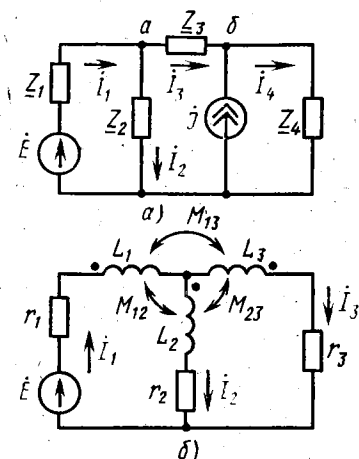 a Z3 б
Z1 İ1 İ3 İ4
Z2 J̇ Z4
Ė İ2
а)
M13
L1 L3
r1 M12 M23 İ3
İ1 L2 r3
Ė r2 İ2
б)